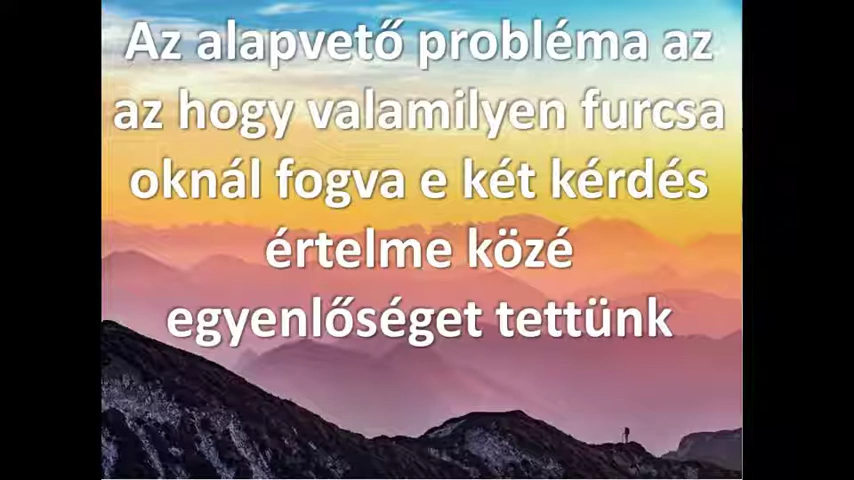 Az alapvető probléma az
az hogy valamilyen furcsa
oknál fogva e két kérdés
értelme közé
egyenlőséget tettünk